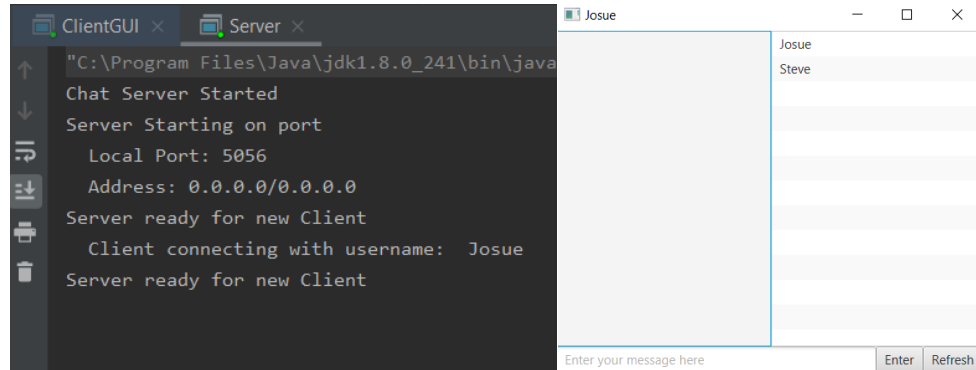 ClientGUI
Server
"C:\Program Files\Java\jdk1.8.0_241\bin\java
Chat Server Started
Server Starting on port
Local Port: 5056
Address: 0.0.0.0/0.0.0.0
Server ready for new Client
Client connecting with username:  Josue
Server ready for new Client
Josue
Josue
Steve
Enter your message here
Enter
Refresh